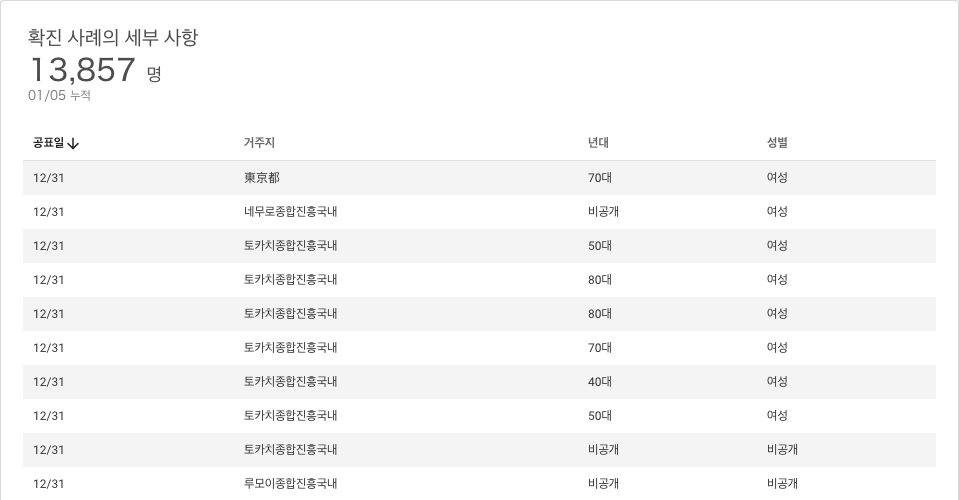 확진 사례의 세부 사항
13,857 명
01/05 누적
공표일 거주지 년대 성별
12/31 東京都 70대 여성
12/31 네무로종합진흥국내 비공개 여성
12/31 토카치종합진흥국내 50대 여성
12/31 토카치종합진흥국내 80대 여성
12/31 토카치종합진흥국내 80대 여성
12/31 토카치종합진흥국내 70대 여성
12/31 토카치종합진흥국내 40대 여성
12/31 토카치종합진흥국내 50대 여성
12/31 토카치종합진흥국내 비공개 비공개
12/31 루모이종합진흥국내 비공개 비공개